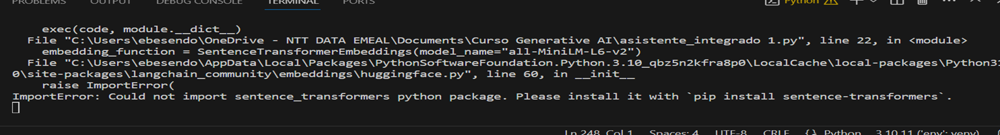 PROBLEMS OUTPUT DEBUG CONSOLE TERMINAL PORTS Python
exec(code, module.__dict__)
File "C:\Users\ebesendo\OneDrive - NTT DATA EMEAL\Documents\Curso Generative AI\asistente_integrado 1.py", line 22, in <module>
embedding_function = SentenceTransformerEmbeddings(model_name="all-MiniLM-L6-v2")
File "C:\Users\ebesendo\AppData\Local\Packages\PythonSoftwareFoundation.Python.3.10_qbz5n2kfra8p0\LocalCache\local-packages\Python31
0\site-packages\langchain_community\embeddings\huggingface.py", line 60, in __init__
raise ImportError(
ImportError: Could not import sentence_transformers python package. Please install it with `pip install sentence-transformers`.
Ln 248, Col 1 Spaces: 4 UTF-8 CRLF {} Python 3.10.11 ('env': venv)